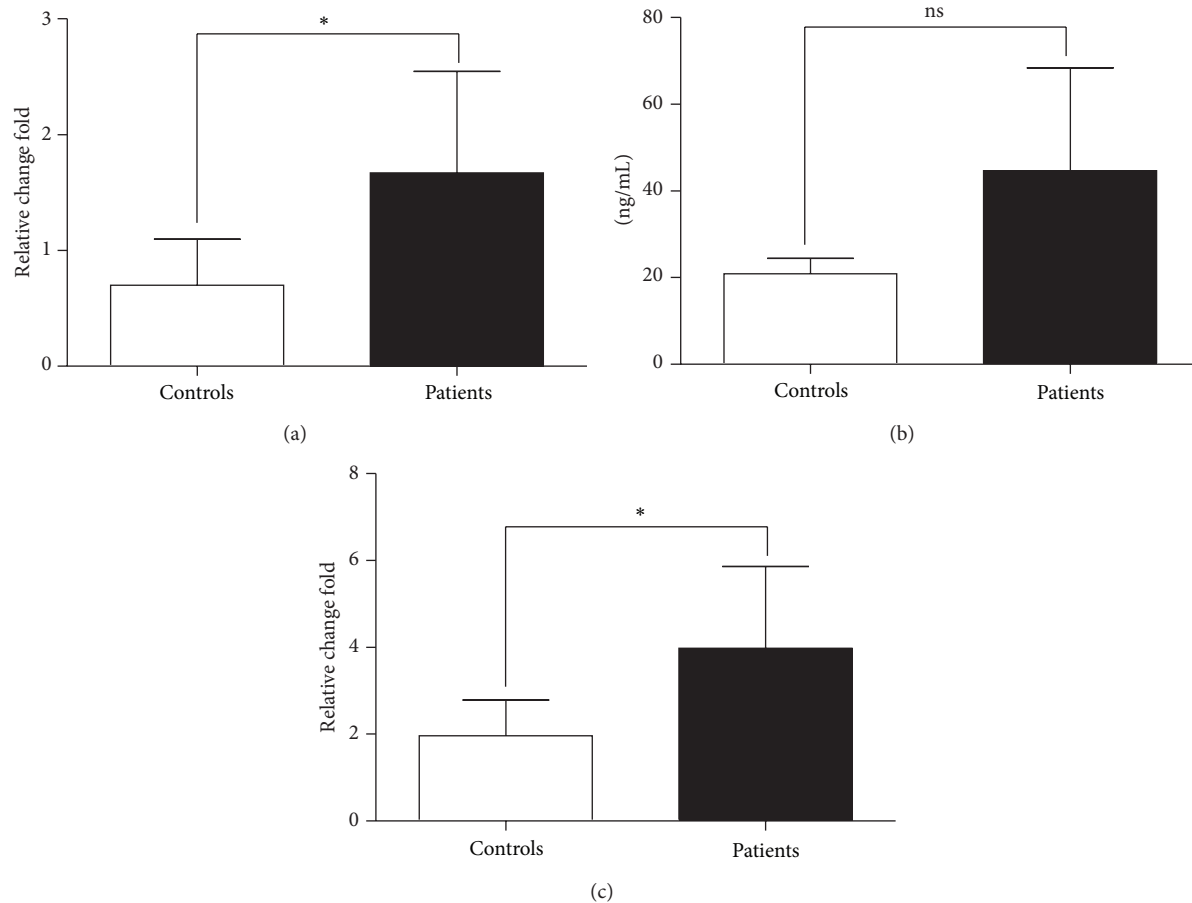 3
2
1
0
Relative change fold
*
Controls
Patients
(a)
80
60
40
20
0
(ng/mL)
ns
Controls
Patients
(b)
8
6
4
2
0
Relative change fold
*
Controls
Patients
(c)